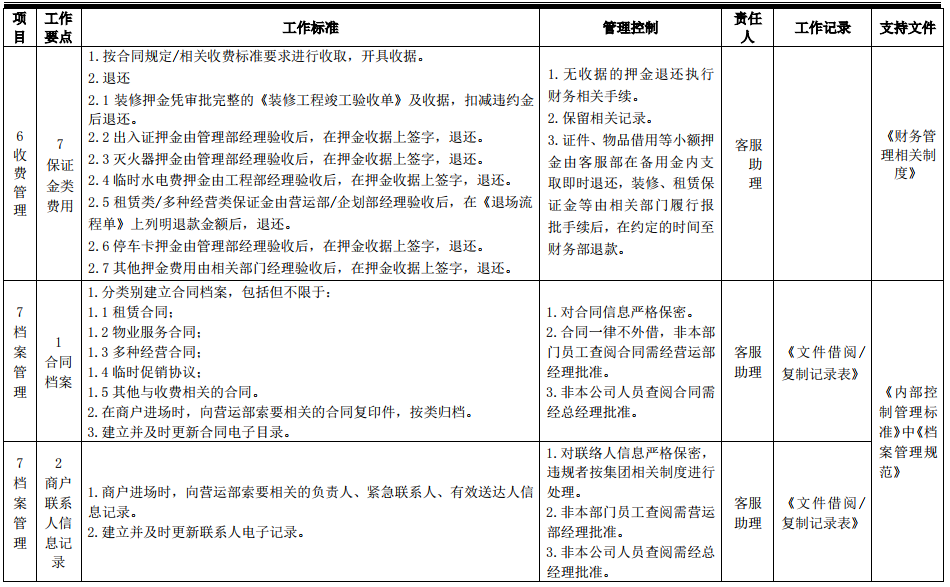 项目
工作要点
工作标准
管理控制
责任人
工作记录
支持文件
6
收费管理
7
保证金类费用
1.按合同规定/相关收费标准要求进行收取，开具收据。
2.退还
2.1 装修押金凭审批完整的《装修工程竣工验收单》及收据，扣减违约金
后退还。
2.2 出入证押金由管理部经理验收后，在押金收据上签字，退还。
2.3 灭火器押金由管理部经理验收后，在押金收据上签字，退还。
2.4 临时水电费押金由工程部经理验收后，在押金收据上签字，退还。
2.5 租赁类/多种经营类保证金由营运部/企划部经理验收后，在《退场流
程单》上列明退款金额后，退还。
2.6 停车卡押金由管理部经理验收后，在押金收据上签字，退还。
2.7 其他押金费用由相关部门经理验收后，在押金收据上签字，退还。
1.无收据的押金退还执行
财务相关手续。
2.保留相关记录。
3.证件、物品借用等小额押
金由客服部在备用金内支
取即时退还，装修、租赁保
证金等由相关部门履行报
批手续后，在约定的时间至
财务部退款。
客服
助
理
《财务管
理相关制
度》
7
档案管理
1
合同
档案
1.分类别建立合同档案，包括但不限于：
1.1 租赁合同；
1.2 物业服务合同；
1.3 多种经营合同；
1.4 临时促销协议；
1.5 其他与收费相关的合同。
2.在商户进场时，向营运部索要相关的合同复印件，按类归档。
3.建立并及时更新合同电子目录。
1.对合同信息严格保密。
2.合同一律不外借，非本部
门员工查阅合同需经营运部
经理批准。
3.非本公司人员查阅合同需
经总经理批准。
客服
助理
《文件借阅/
复制记录表》
《内部控
制管理标
准》中《档
案管理规
范》
7
档案管理
2
商户
联系
人信
息记
录
1.商户进场时，向营运部索要相关的负责人、紧急联系人、有效送达人信
息记录。
2.建立并及时更新联系人电子记录。
1.对联络人信息严格保密，
违规者按集团相关制度进行
处理。
2.非本部门员工查阅需营运
部经理批准。
3.非本公司人员查阅需经总
经理批准。
客服
助理
《文件借阅/
复制记录表》